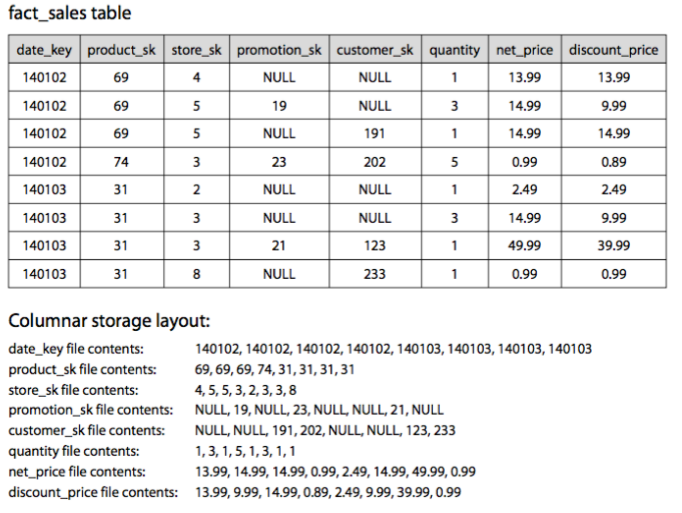 fact_sales table
date_key product_sk store_sk promotion_sk customer_sk quantity net_price discount_price
140102 69 4 NULL NULL 1 13.99 13.99
140102 69 5 19 NULL 3 14.99 9.99
140102 69 5 NULL 191 1 14.99 14.99
140102 74 3 23 202 5 0.99 0.89
140103 31 2 NULL NULL 1 2.49 2.49
140103 31 3 NULL NULL 3 14.99 9.99
140103 31 3 21 123 1 49.99 39.99
140103 31 8 NULL 233 1 0.99 0.99
Columnar storage layout:
date_key file contents: 140102, 140102, 140102, 140102, 140103, 140103, 140103, 140103
product_sk file contents: 69, 69, 69, 74, 31, 31, 31, 31
store_sk file contents: 4, 5, 5, 3, 2, 3, 3, 8
promotion_sk file contents: NULL, 19, NULL, 23, NULL, NULL, 21, NULL
customer_sk file contents: NULL, NULL, 191, 202, NULL, NULL, 123, 233
quantity file contents: 1, 3, 1, 5, 1, 3, 1, 1
net_price file contents: 13.99, 14.99, 14.99, 0.99, 2.49, 14.99, 49.99, 0.99
discount_price file contents: 13.99, 9.99, 14.99, 0.89, 2.49, 9.99, 39.99, 0.99